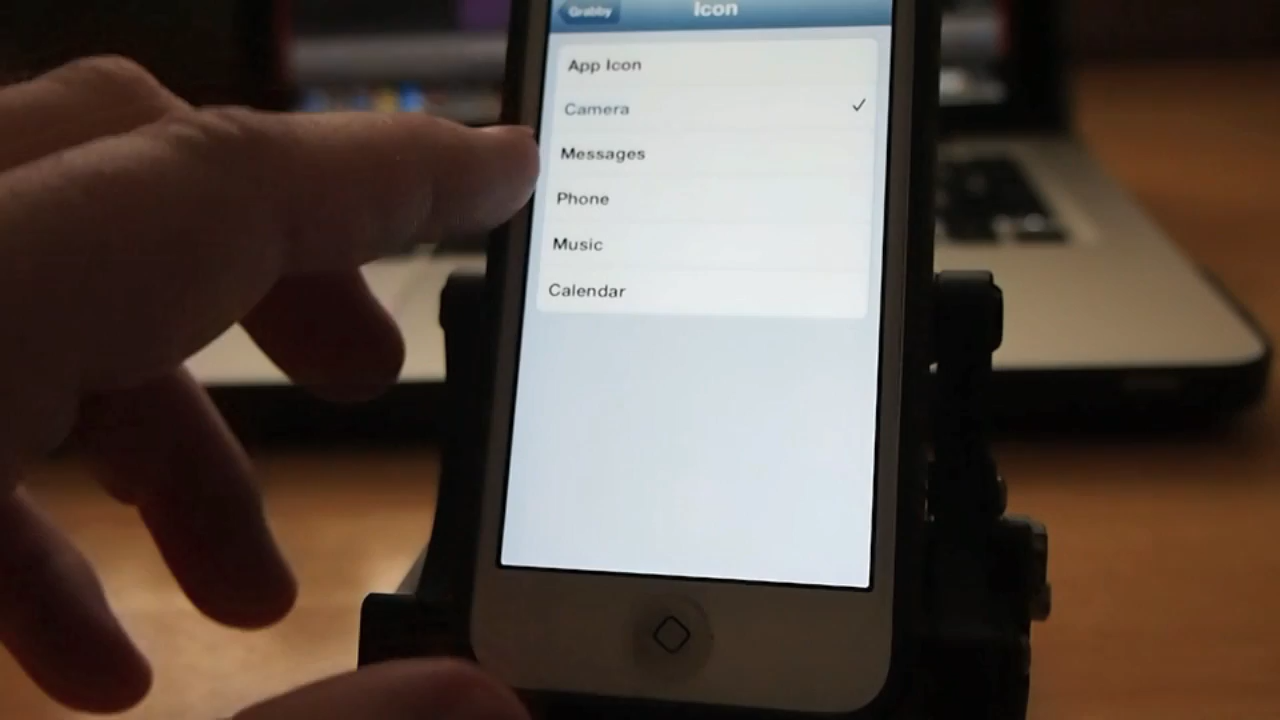 Grabby
Icon
App Icon
Camera
Messages
Phone
Music
Calendar